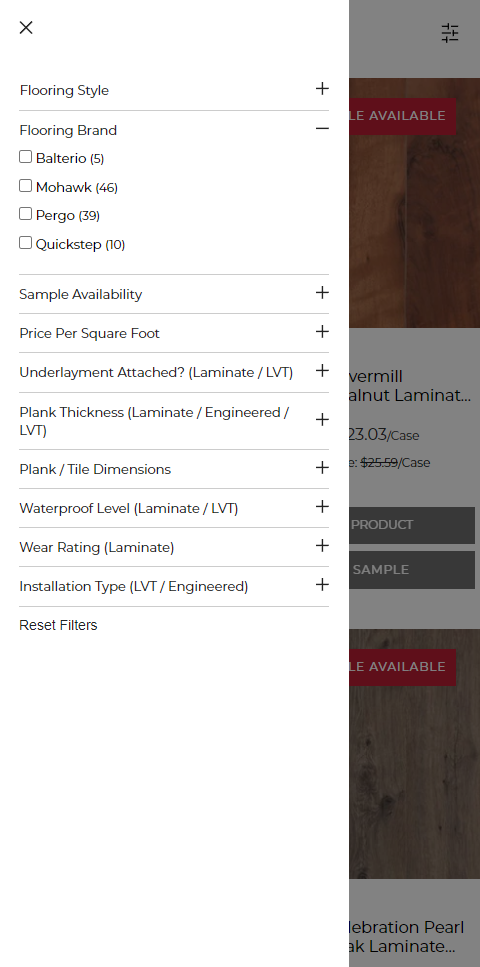 Flooring Style
Flooring Brand
Balterio (5)
Mohawk (46)
Pergo (39)
Quickstep (10)
Sample Availability
Price Per Square Foot
Underlayment Attached? (Laminate / LVT)
Plank Thickness (Laminate / Engineered /
LVT)
Plank / Tile Dimensions
Waterproof Level (Laminate / LVT)
Wear Rating (Laminate)
Installation Type (LVT / Engineered)
Reset Filters
LE AVAILABLE
vermill
alnut Laminat...
23.03/Case
e: $25.59/Case
PRODUCT
SAMPLE
LE AVAILABLE
lebration Pearl
ak Laminate...